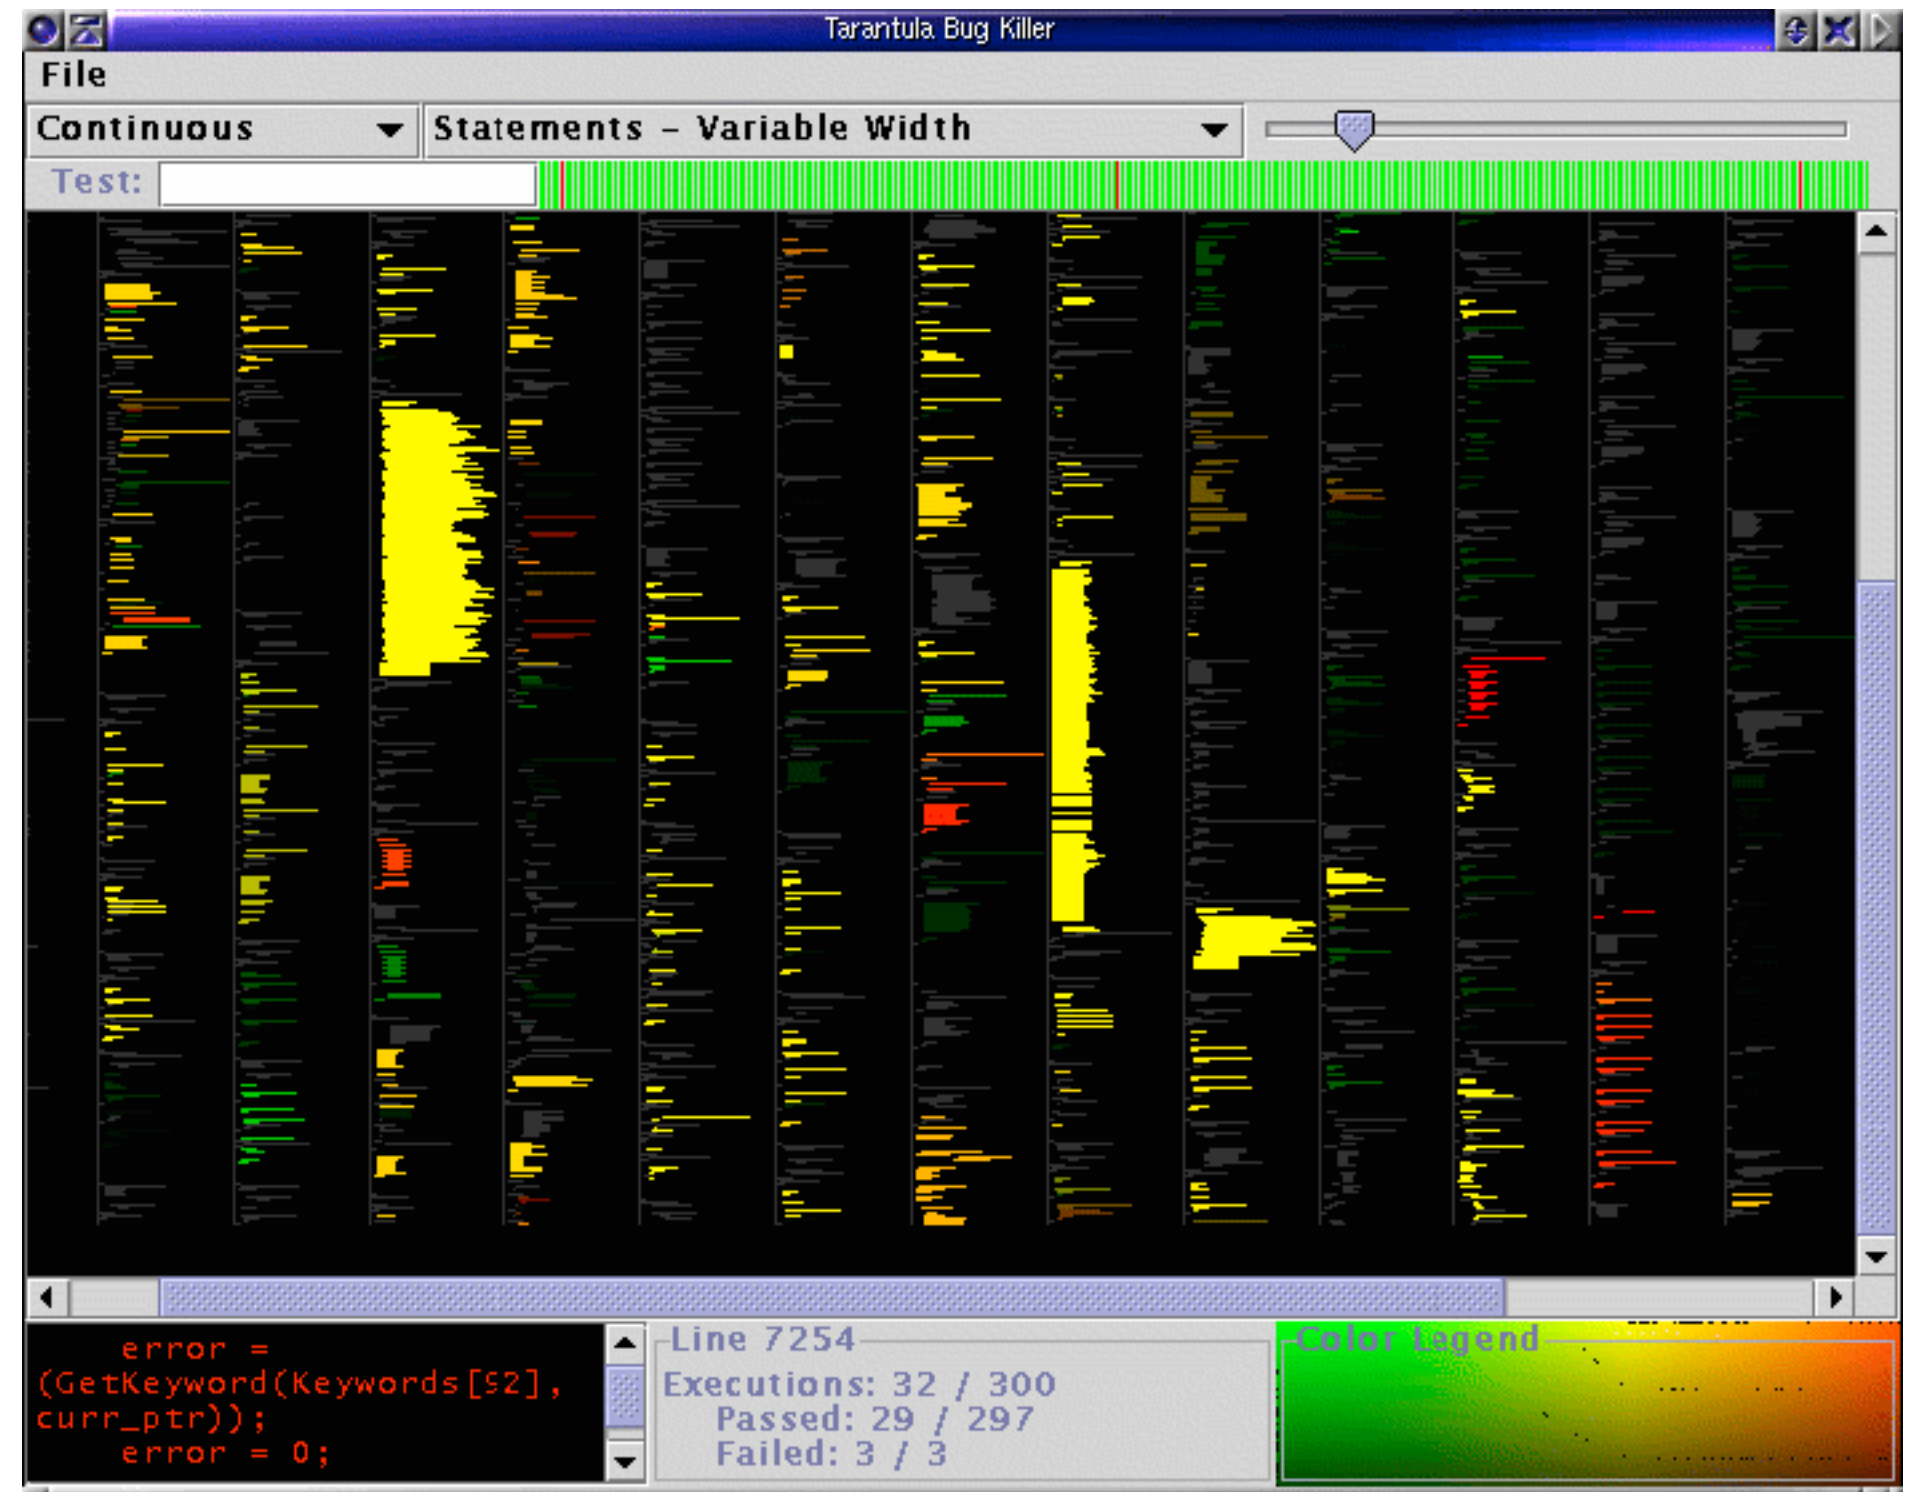 Tarantula Bug Killer
File
Continuous
Statements - Variable Width
Test:
error =
(GetKeyword(Keywords[92],
curr_ptr));
error = 0;
Line 7254
Executions: 32 / 300
Passed: 29 / 297
Failed: 3 / 3
Color Legend